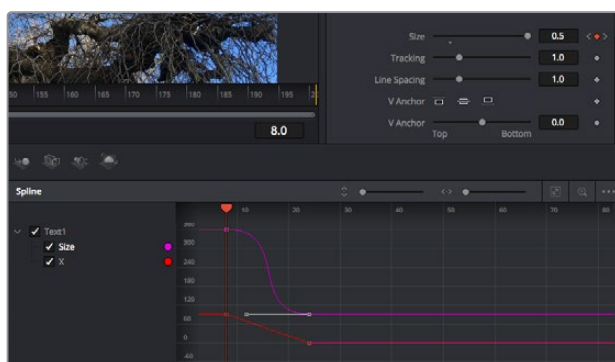 Size 0.5
Tracking 1.0
Line Spacing 1.0
V Anchor
V Anchor 0.0
Top Bottom
50 155 160 165 170 175 180 185 190 195
8.0
Spline
10 20 30 40 50 60 70 80
Text1
Size
X
300
240
180
120
60
0
-60